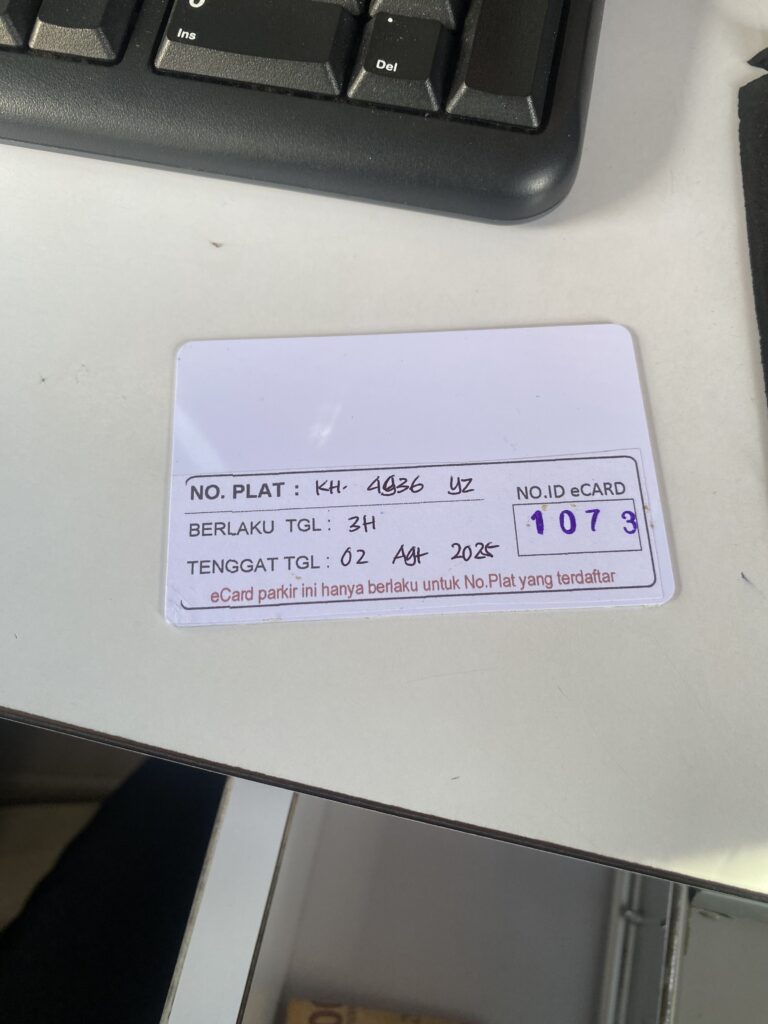 Ins
Del
NO. PLAT : KH. 4936 YZ
NO.ID eCARD
1073
BERLAKU TGL : 3H
TENGGAT TGL : 02 Agt 2025
eCard parkir ini hanya berlaku untuk No.Plat yang terdaftar